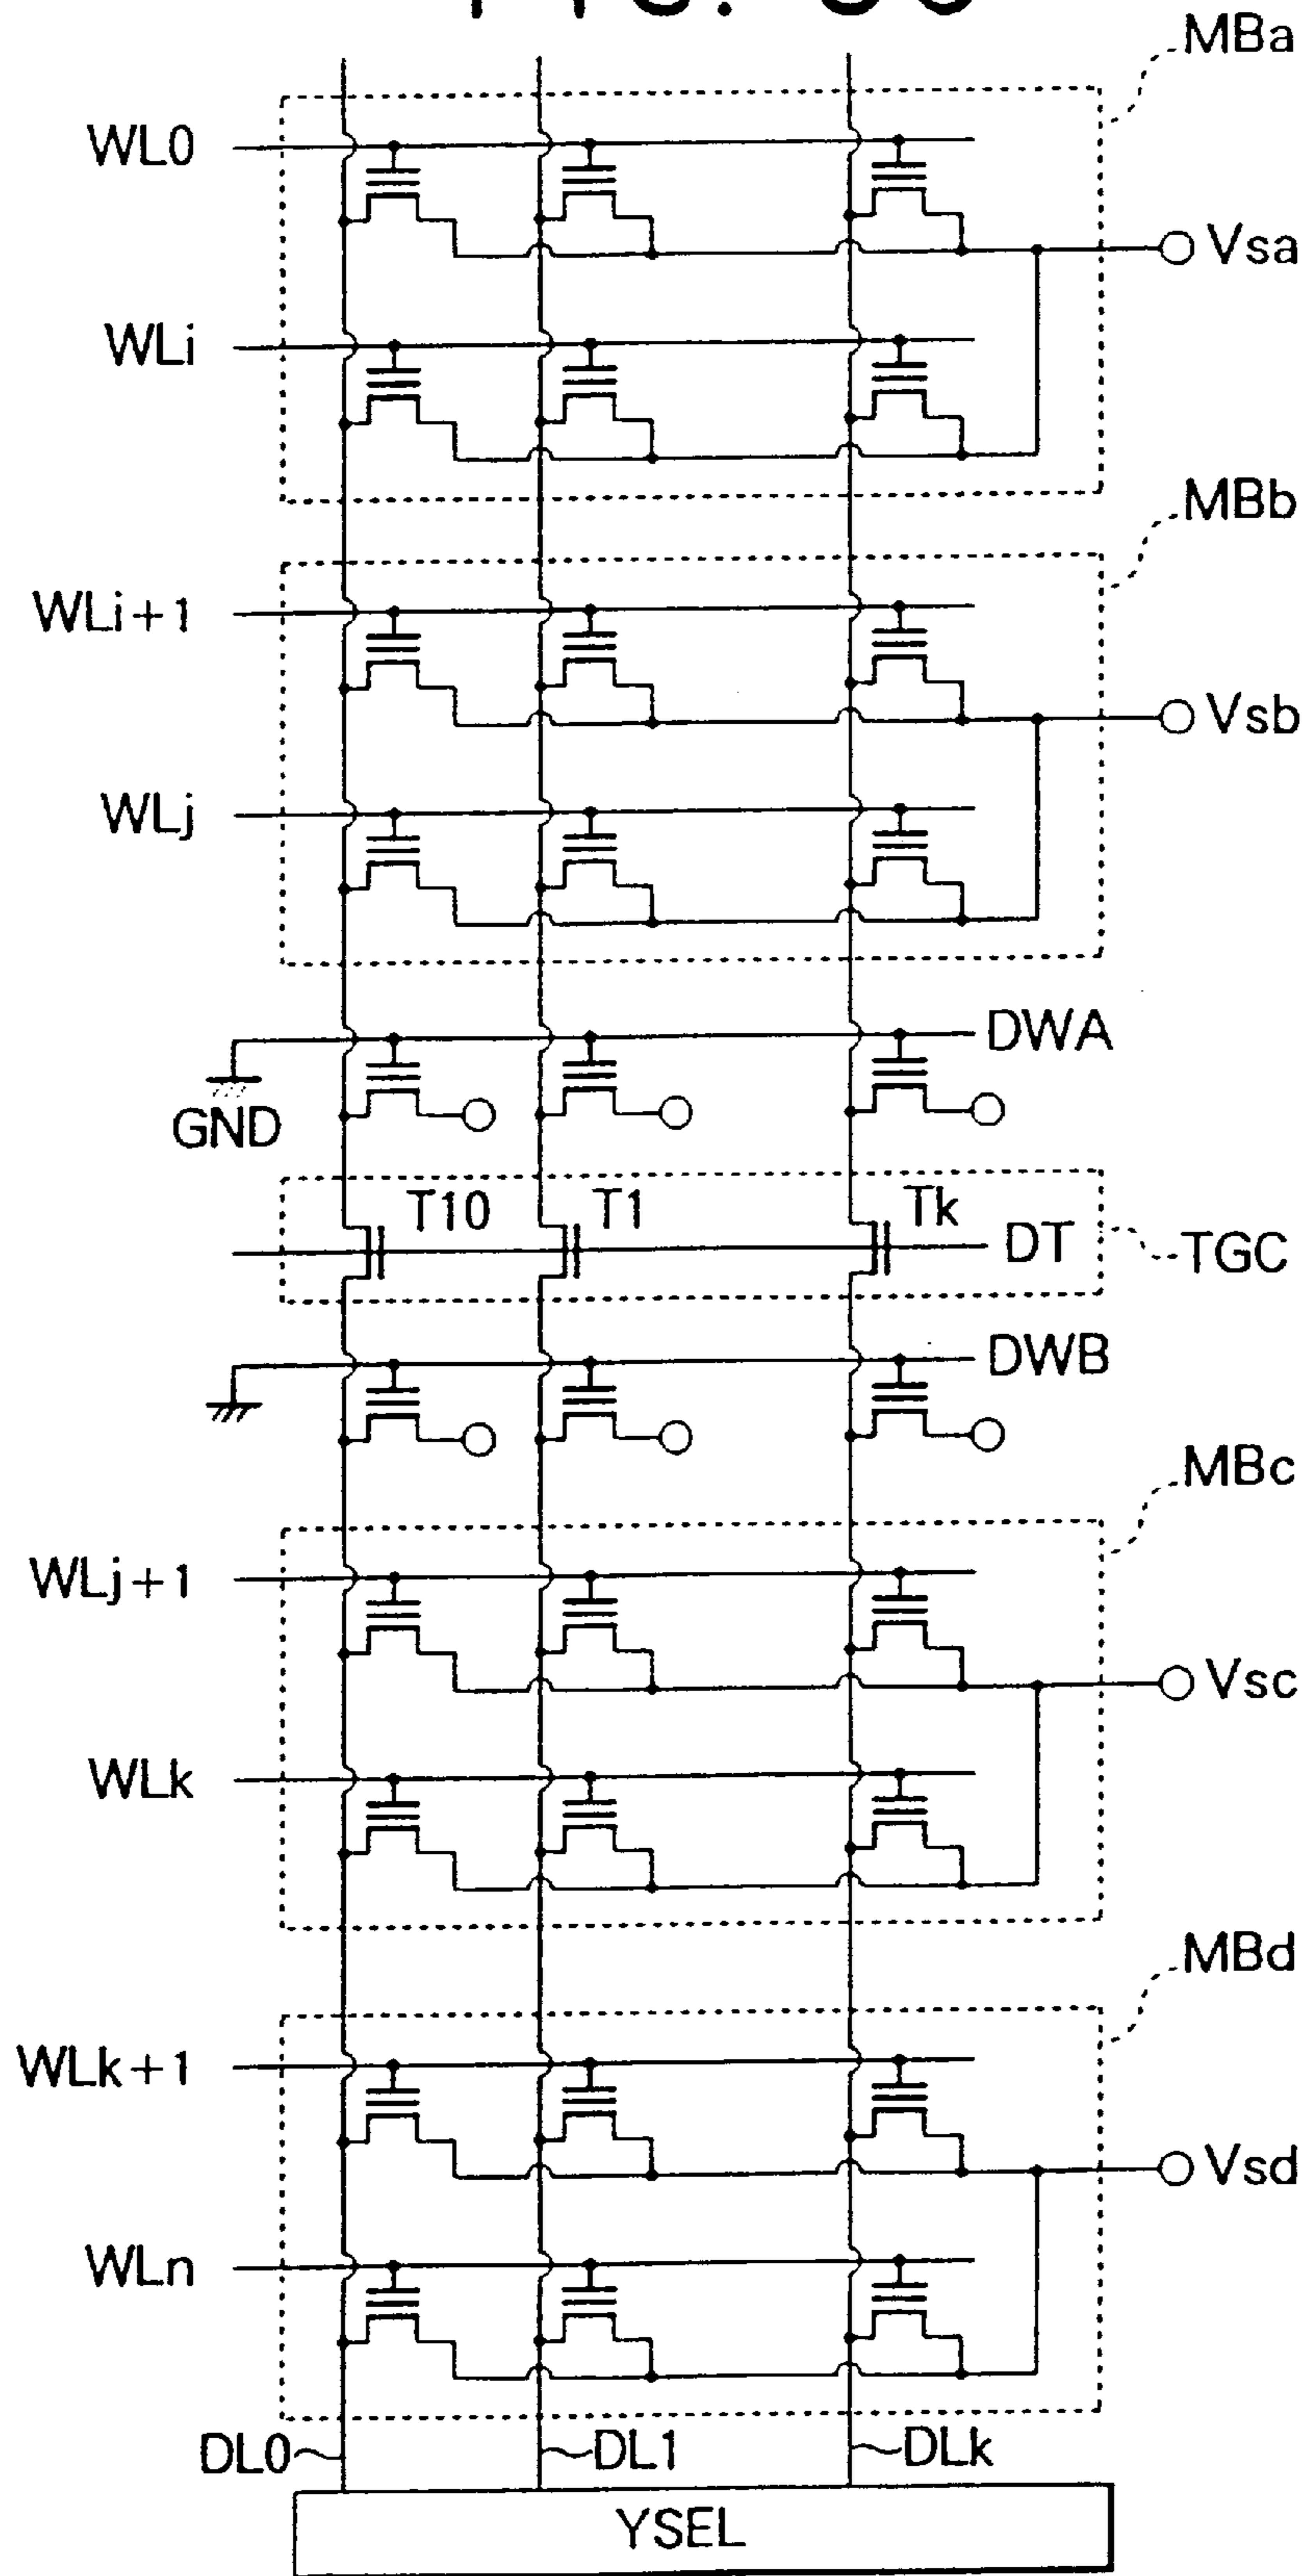 MBa
WL0
Vsa
WLi
MBb
WLi+1
Vsb
WLj
DWA
GND
T10 T1 Tk
DT
TGC
DWB
MBc
WLj+1
Vsc
WLk
MBd
WLk+1
Vsd
WLn
DL0 DL1 DLk
YSEL